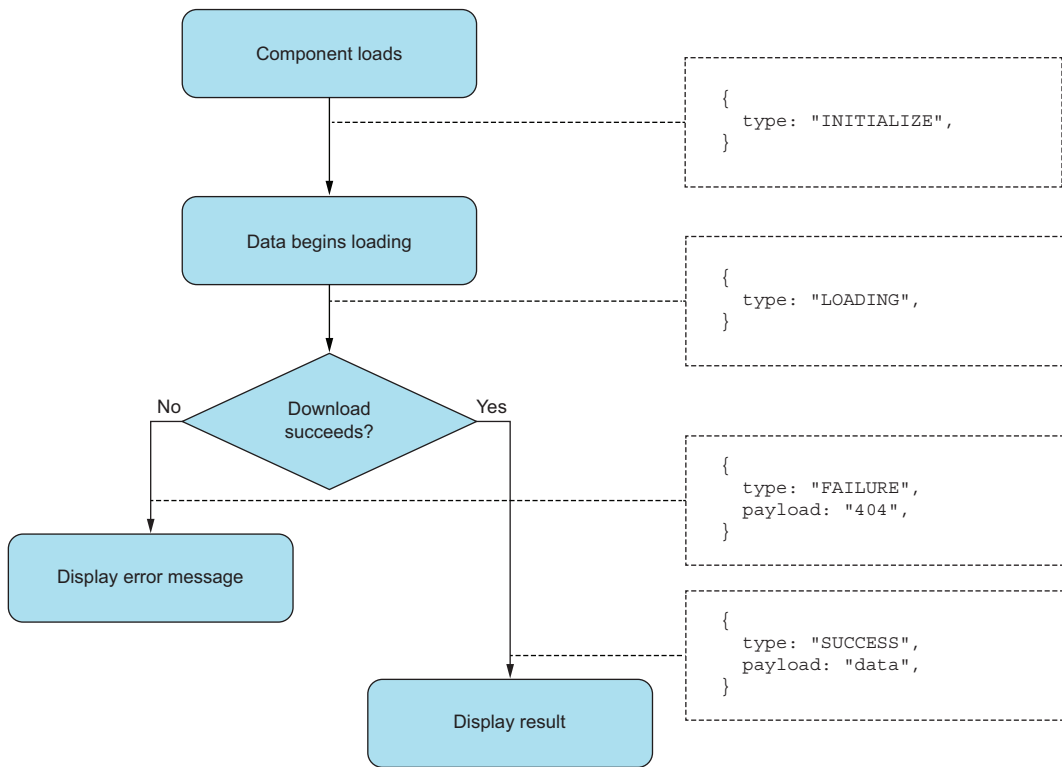 Component loads
{
type: "INITIALIZE",
}
Data begins loading
{
type: "LOADING",
}
No
Download
succeeds?
Yes
{
type: "FAILURE",
payload: "404",
}
Display error message
{
type: "SUCCESS",
payload: "data",
}
Display result